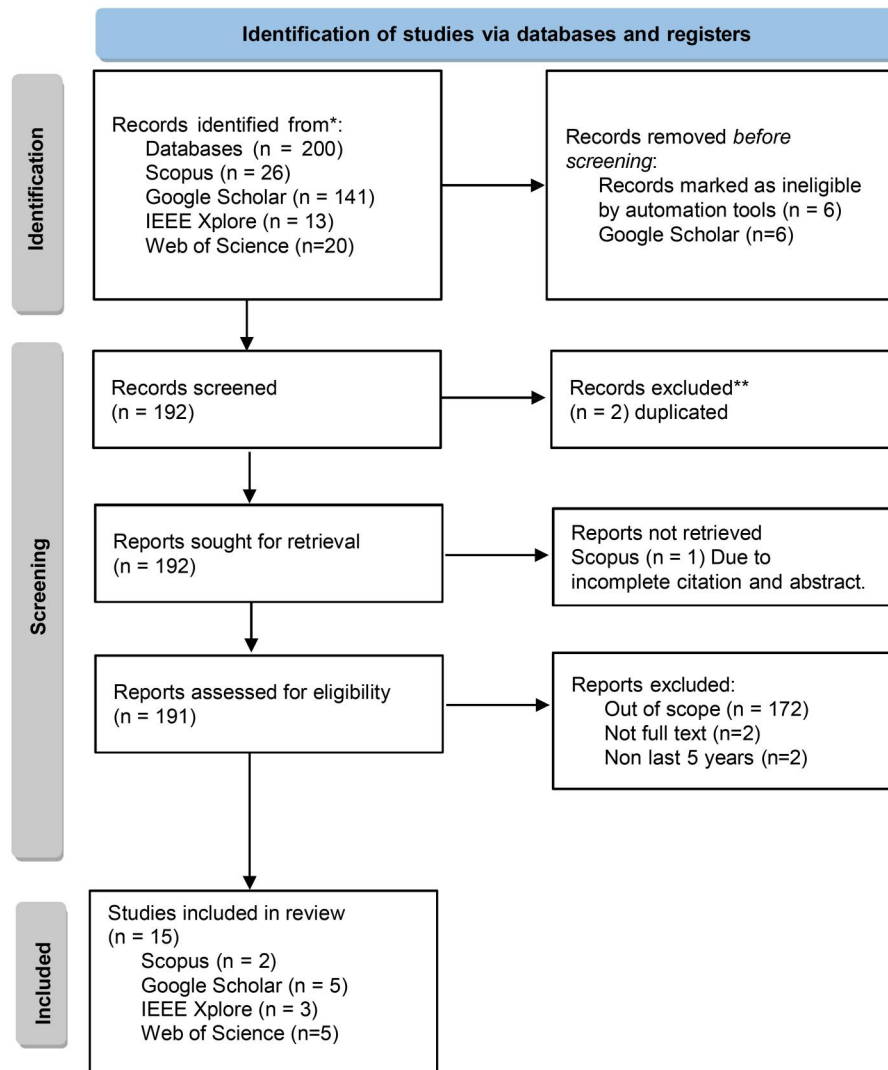 Identification of studies via databases and registers
Identification
Records identified from*:
Databases (n = 200)
Scopus (n = 26)
Google Scholar (n = 141)
IEEE Xplore (n = 13)
Web of Science (n=20)
Records removed before
screening:
Records marked as ineligible
by automation tools (n = 6)
Google Scholar (n=6)
Screening
Records screened
(n = 192)
Records excluded**
(n = 2) duplicated
Reports sought for retrieval
(n = 192)
Reports not retrieved
Scopus (n = 1) Due to
incomplete citation and abstract.
Reports assessed for eligibility
(n = 191)
Reports excluded:
Out of scope (n = 172)
Not full text (n=2)
Non last 5 years (n=2)
Included
Studies included in review
(n = 15)
Scopus (n = 2)
Google Scholar (n = 5)
IEEE Xplore (n = 3)
Web of Science (n=5)